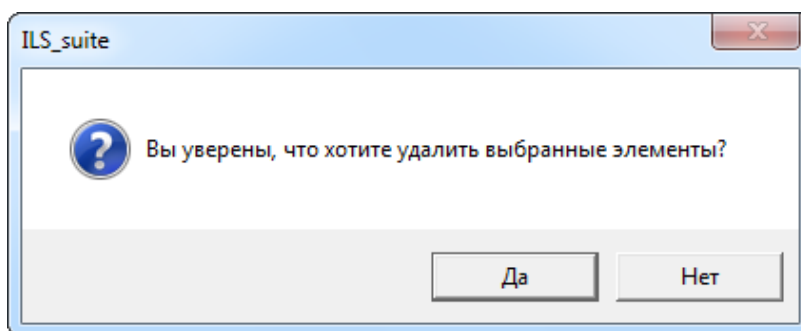 ILS_suite
Вы уверены, что хотите удалить выбранные элементы?
Да
Нет